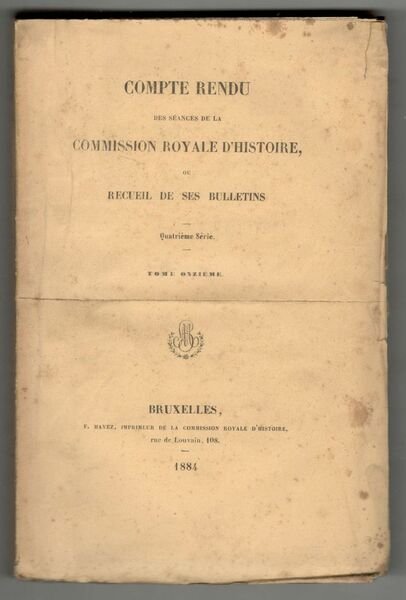 COMPTE RENDU
DES SÉANCES DE LA
COMMISSION ROYALE D'HISTOIRE,
OU
RECUEIL DE SES BULLETINS
Quatrième Série.
TOME ONZIÈME.
BRUXELLES,
F. HAYEZ, IMPRIMEUR DE LA COMMISSION ROYALE D'HISTOIRE,
rue de Louvain, 108.
1884